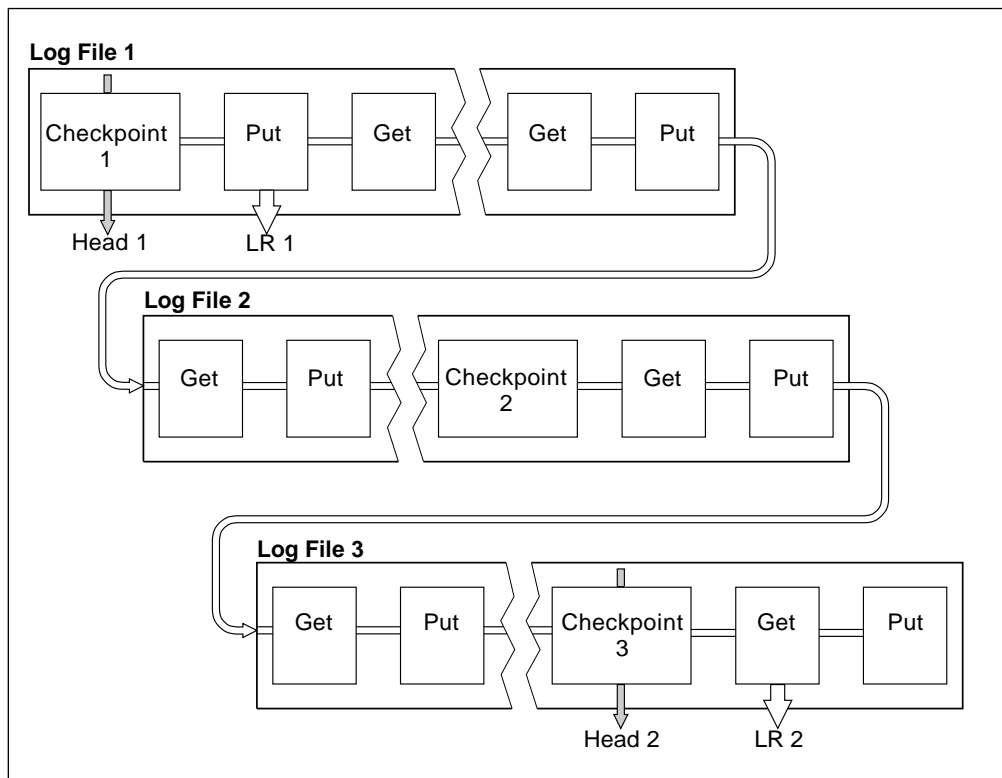 Log File 1
Checkpoint
1
Put
Get
Get
Put
Head 1
LR 1
Log File 2
Get
Put
Checkpoint
2
Get
Put
Log File 3
Get
Put
Checkpoint
3
Get
Put
Head 2
LR 2